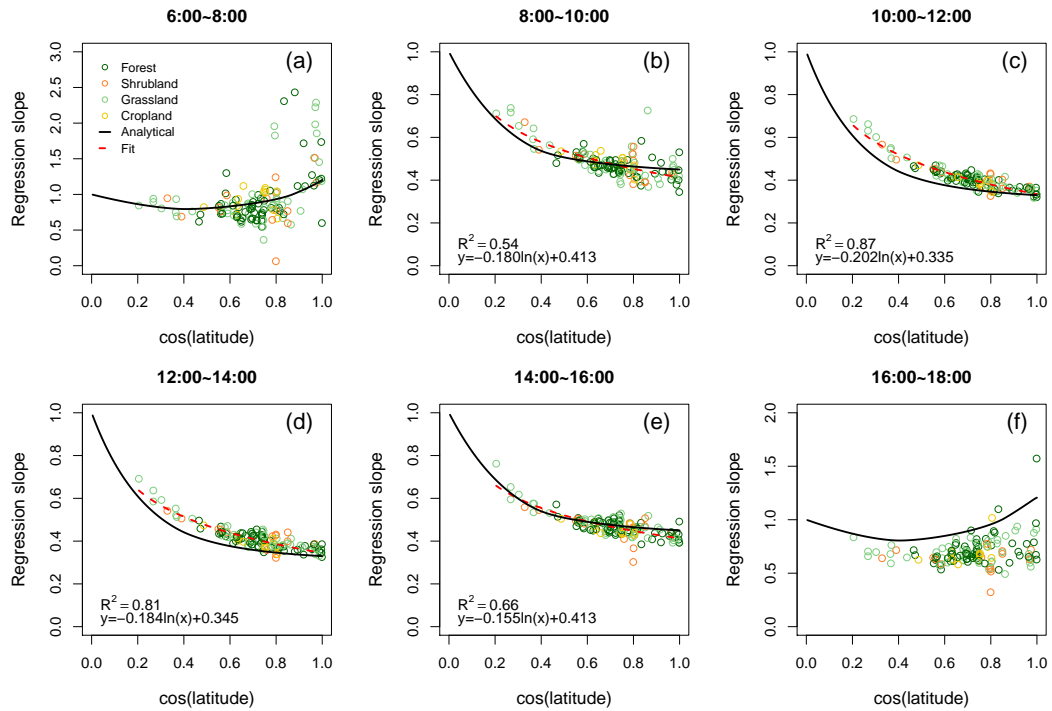 6:00~8:00
(a)
Forest
Shrubland
Grassland
Cropland
Analytical
Fit
Regression slope
0.0 0.5 1.0 1.5 2.0 2.5 3.0
0.0 0.2 0.4 0.6 0.8 1.0
cos(latitude)
8:00~10:00
(b)
R² = 0.54
y=−0.180ln(x)+0.413
Regression slope
0.0 0.2 0.4 0.6 0.8 1.0
0.0 0.2 0.4 0.6 0.8 1.0
cos(latitude)
10:00~12:00
(c)
R² = 0.87
y=−0.202ln(x)+0.335
Regression slope
0.0 0.2 0.4 0.6 0.8 1.0
0.0 0.2 0.4 0.6 0.8 1.0
cos(latitude)
12:00~14:00
(d)
R² = 0.81
y=−0.184ln(x)+0.345
Regression slope
0.0 0.2 0.4 0.6 0.8 1.0
0.0 0.2 0.4 0.6 0.8 1.0
cos(latitude)
14:00~16:00
(e)
R² = 0.66
y=−0.155ln(x)+0.413
Regression slope
0.0 0.2 0.4 0.6 0.8 1.0
0.0 0.2 0.4 0.6 0.8 1.0
cos(latitude)
16:00~18:00
(f)
Regression slope
0.0 0.5 1.0 1.5 2.0
0.0 0.2 0.4 0.6 0.8 1.0
cos(latitude)